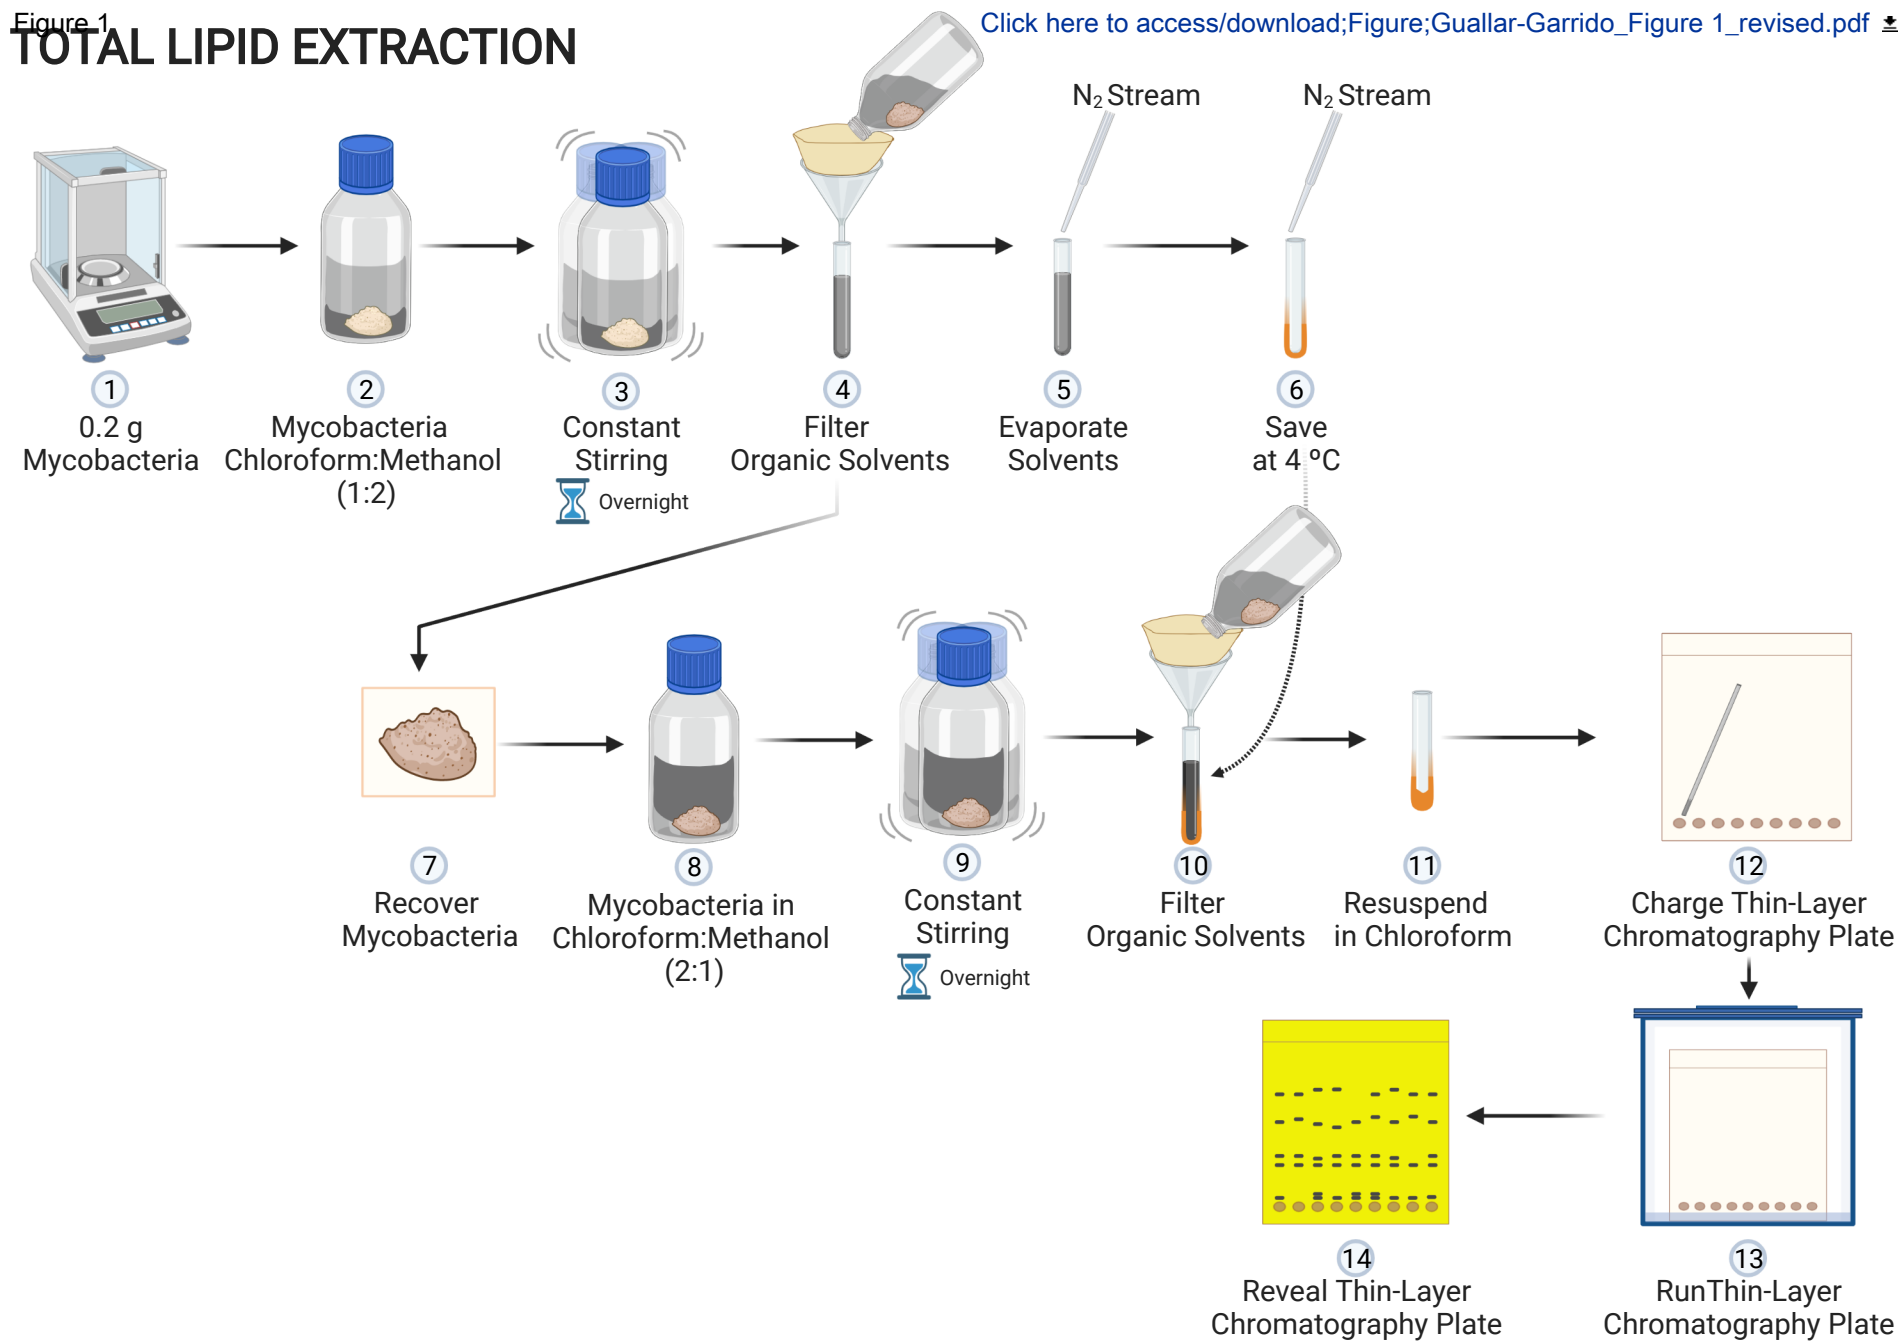 Figure 1
Click here to access/download;Figure;Guallar-Garrido_Figure 1_revised.pdf
TOTAL LIPID EXTRACTION
N₂ Stream
N₂ Stream
1
0.2 g
Mycobacteria
2
Mycobacteria
Chloroform:Methanol
(1:2)
3
Constant
Stirring
Overnight
4
Filter
Organic Solvents
5
Evaporate
Solvents
6
Save
at 4 ºC
7
Recover
Mycobacteria
8
Mycobacteria in
Chloroform:Methanol
(2:1)
9
Constant
Stirring
Overnight
10
Filter
Organic Solvents
11
Resuspend
in Chloroform
12
Charge Thin-Layer
Chromatography Plate
13
RunThin-Layer
Chromatography Plate
14
Reveal Thin-Layer
Chromatography Plate